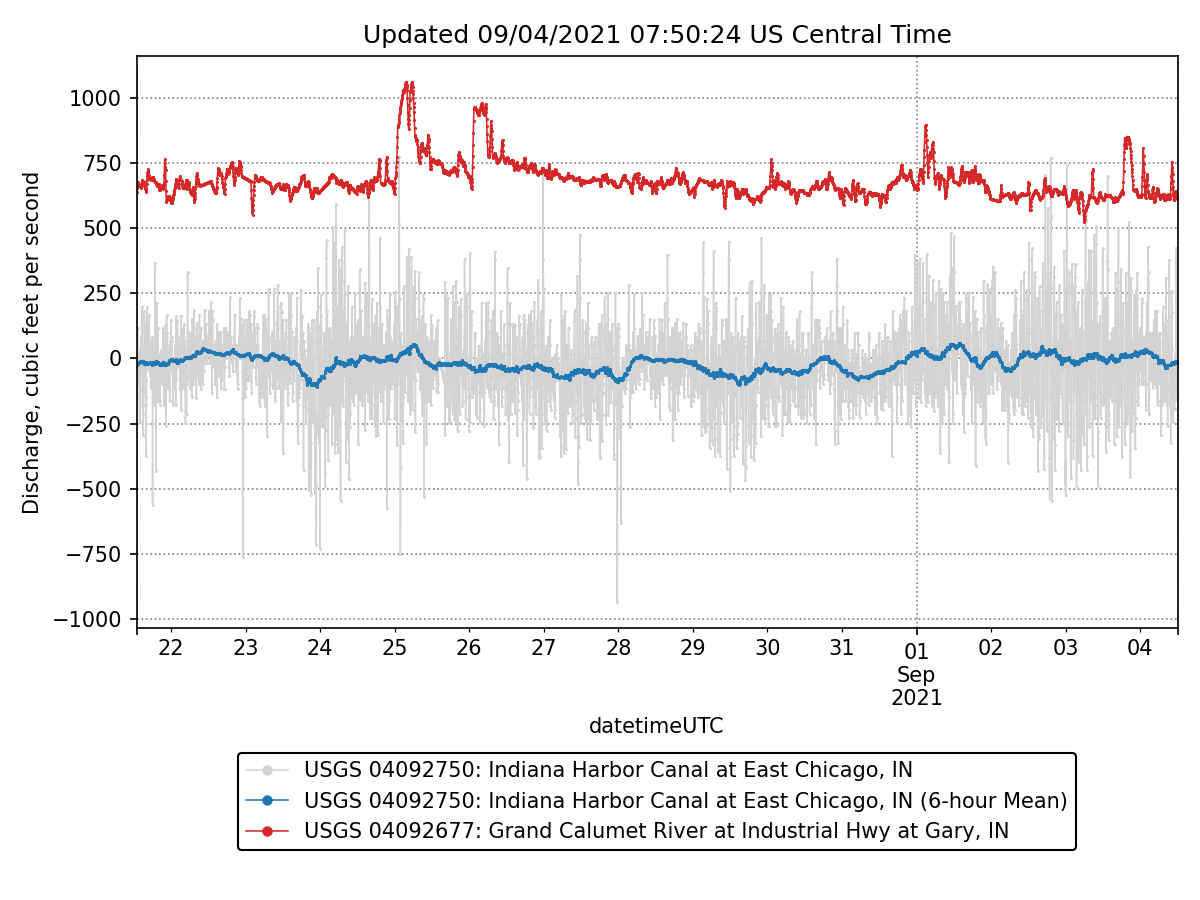 Updated 09/04/2021 07:50:24 US Central Time
Discharge, cubic feet per second
1000
750
500
250
0
−250
−500
−750
−1000
22 23 24 25 26 27 28 29 30 31 01 02 03 04
Sep
2021
datetimeUTC
USGS 04092750: Indiana Harbor Canal at East Chicago, IN
USGS 04092750: Indiana Harbor Canal at East Chicago, IN (6-hour Mean)
USGS 04092677: Grand Calumet River at Industrial Hwy at Gary, IN